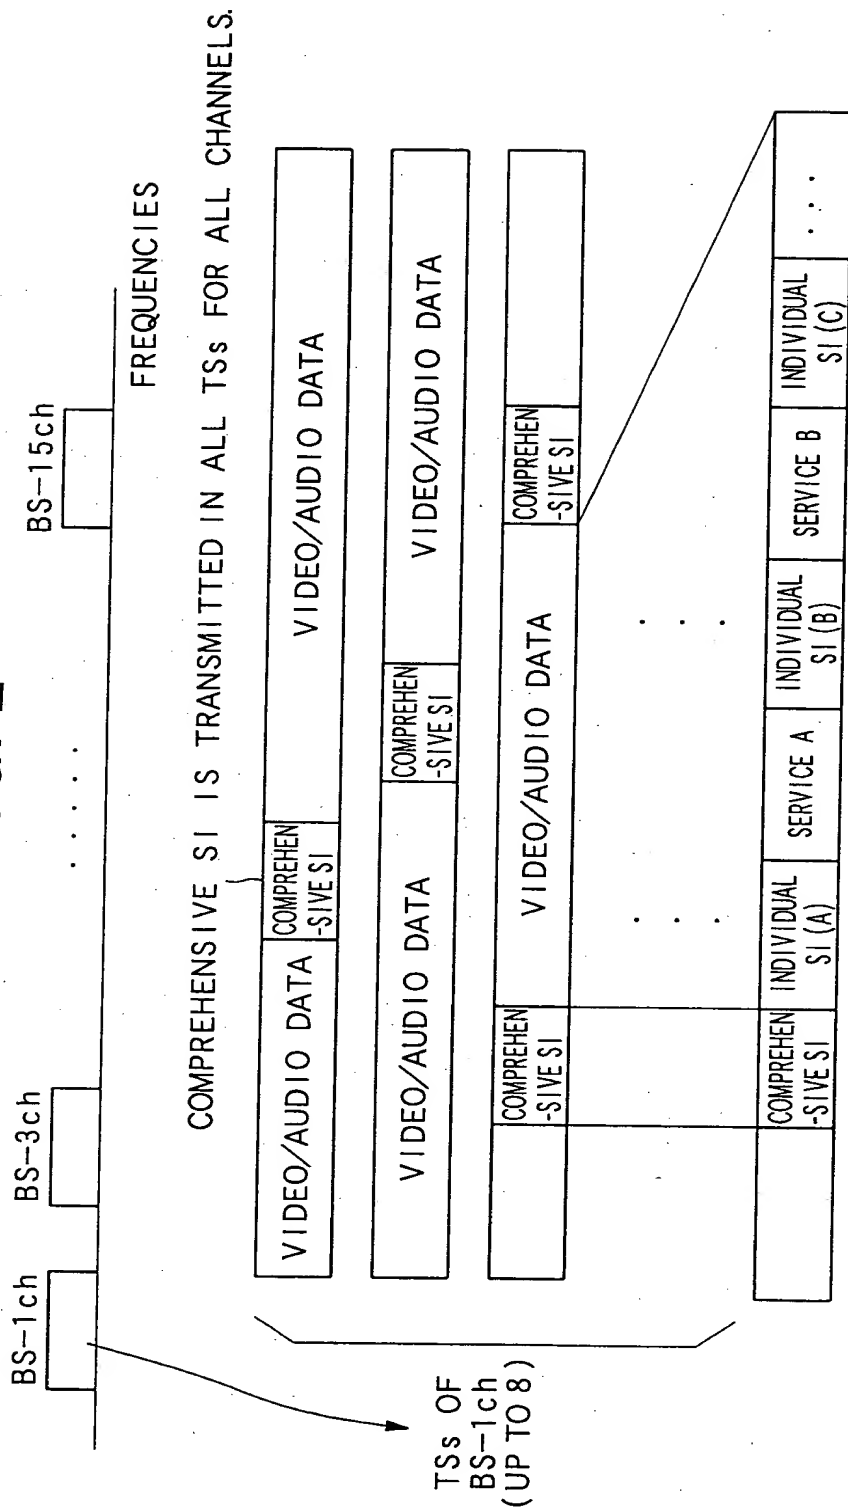 BS-1ch
BS-3ch
. . . . .
BS-15ch
FREQUENCIES
COMPREHENSIVE SI IS TRANSMITTED IN ALL TSs FOR ALL CHANNELS.
TSs OF
BS-1ch
(UP TO 8)
VIDEO/AUDIO DATA
COMPREHEN
-SIVE SI
VIDEO/AUDIO DATA
VIDEO/AUDIO DATA
COMPREHEN
-SIVE SI
VIDEO/AUDIO DATA
COMPREHEN
-SIVE SI
VIDEO/AUDIO DATA
COMPREHEN
-SIVE SI
. . .
. . .
COMPREHEN
-SIVE SI
INDIVIDUAL
SI (A)
SERVICE A
INDIVIDUAL
SI (B)
SERVICE B
INDIVIDUAL
SI (C)
. . .